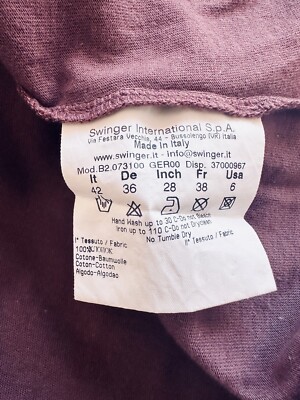 Swinger International S.p.A.
Via Festara Vecchia, 44 - Bussolengo (VR) Italia
Made in Italy
www.swinger.it - info@swinger.it
Mod.B2.073100 GER00 Disp. 37000967
It De Inch Fr Usa
42 36 28 38 6
Hand Wash up to 30 C-Do not Bleach
Iron up to 110 C-Do not Dryclean
No Tumble Dry
I* Tessuto / Fabric
100%
Cotone-Baumwolle
Coton-Cotton
Algodo-Algodao
I* Tessuto / Fabric